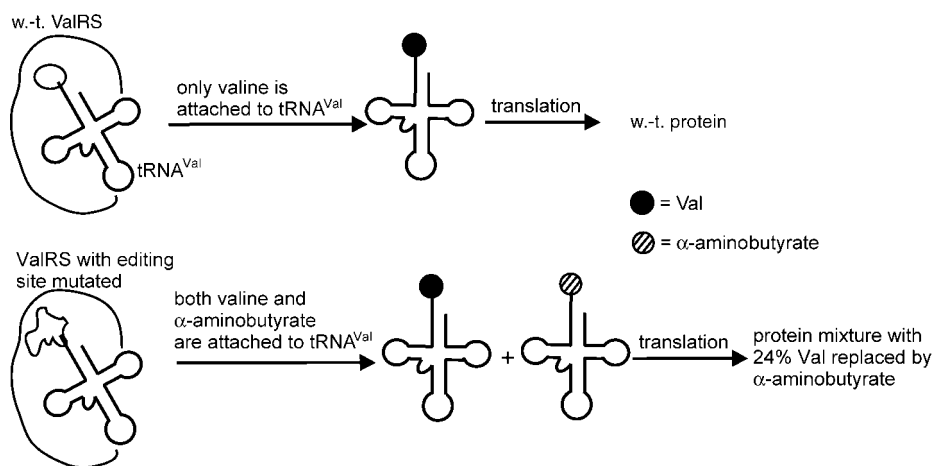 w.-t. ValRS
only valine is
attached to tRNAVal
translation
w.-t. protein
tRNAVal
= Val
= α-aminobutyrate
ValRS with editing
site mutated
both valine and
α-aminobutyrate
are attached to tRNAVal
+
translation
protein mixture with
24% Val replaced by
α-aminobutyrate